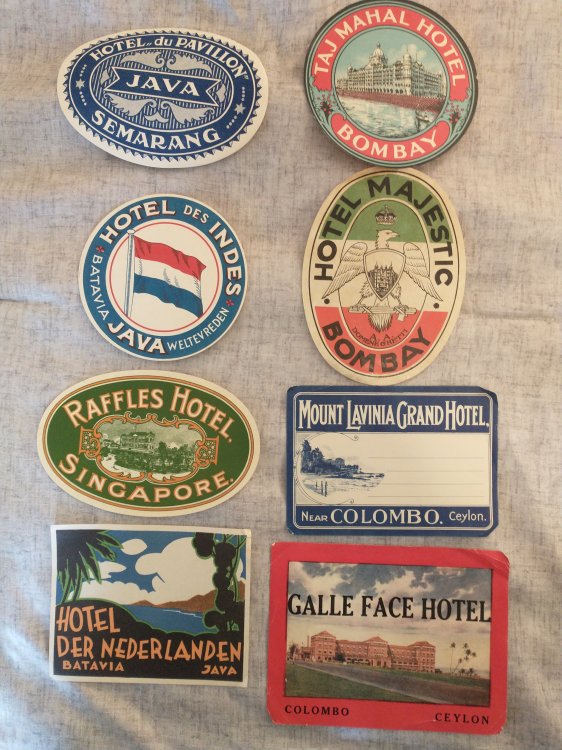 HOTEL „du PAVILLON”
JAVA
SEMARANG
TAJ MAHAL HOTEL
BOMBAY
HOTEL DES INDES
BATAVIA JAVA WELTEVREDEN
HOTEL MAJESTIC
BOMBAY
RAFFLES HOTEL.
SINGAPORE.
MOUNT LAVINIA GRAND HOTEL.
NEAR COLOMBO. Ceylon.
HOTEL
DER NEDERLANDEN
BATAVIA JAVA
GALLE FACE HOTEL
COLOMBO CEYLON